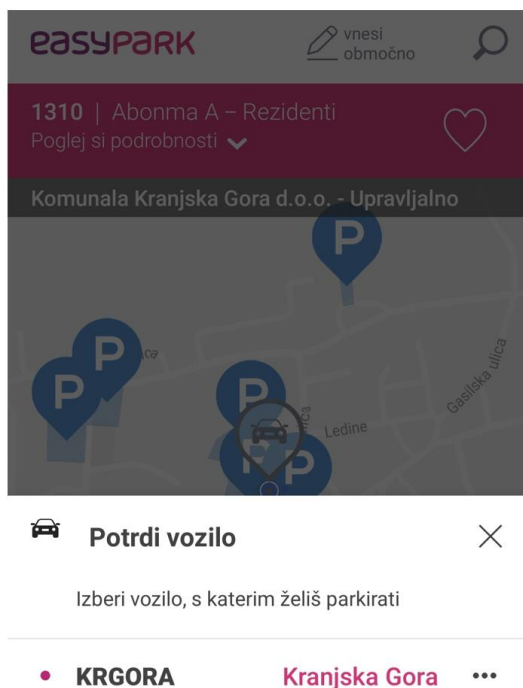 easyPaRK
vnesi
območno
1310 | Abonma A – Rezidenti
Poglej si podrobnosti
Komunala Kranjska Gora d.o.o. - Upravljalno
P
P
P
P
P
P
Gasilska ulica
Ledine
Potrdi vozilo
Izberi vozilo, s katerim želiš parkirati
KRGORA Kranjska Gora